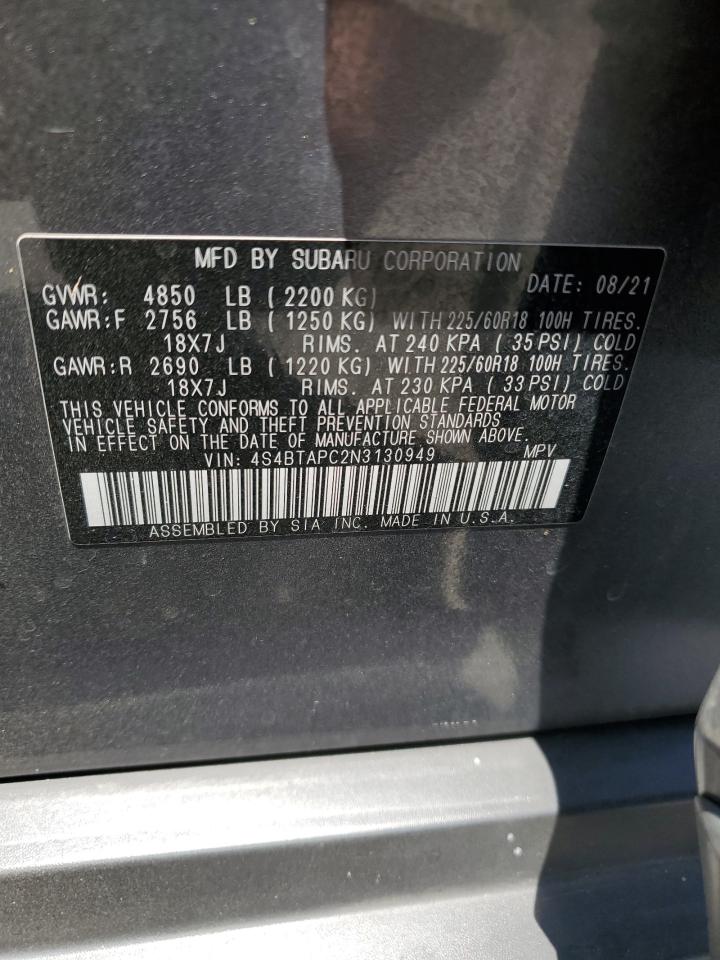 MFD BY SUBARU CORPORATION
DATE: 08/21
GVWR: 4850 LB ( 2200 KG)
GAWR:F 2756 LB ( 1250 KG) WITH 225/60R18 100H TIRES.
18X7J RIMS. AT 240 KPA ( 35 PSI) COLD
GAWR:R 2690 LB ( 1220 KG) WITH 225/60R18 100H TIRES.
18X7J RIMS. AT 230 KPA ( 33 PSI) COLD
THIS VEHICLE CONFORMS TO ALL APPLICABLE FEDERAL MOTOR
VEHICLE SAFETY AND THEFT PREVENTION STANDARDS
IN EFFECT ON THE DATE OF MANUFACTURE SHOWN ABOVE.
VIN: 4S4BTAPC2N3130949 MPV
ASSEMBLED BY SIA INC. MADE IN U.S.A.